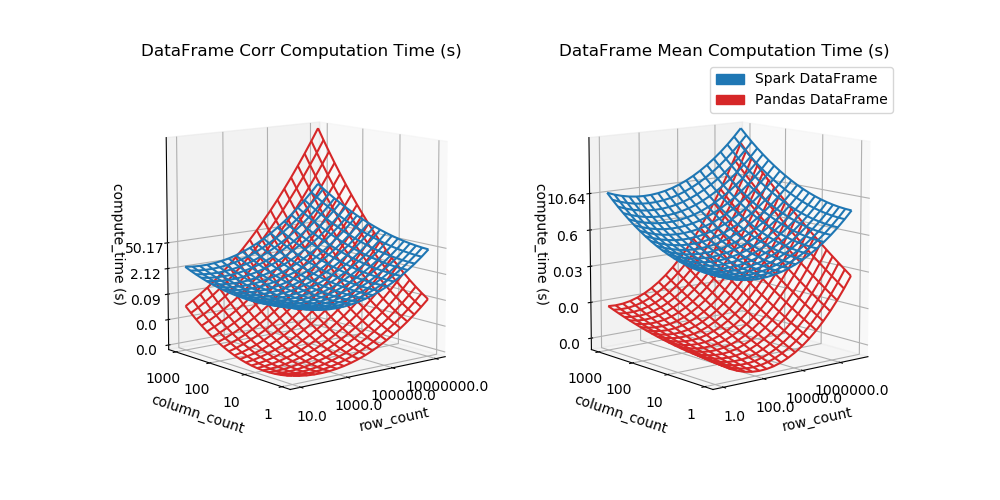 DataFrame Corr Computation Time (s)
compute_time (s)
50.17
2.12
0.09
0.0
0.0
1000
100
10
1
column_count
10.0
1000.0
100000.0
10000000.0
row_count
DataFrame Mean Computation Time (s)
Spark DataFrame
Pandas DataFrame
compute_time (s)
10.64
0.6
0.03
0.0
0.0
1000
100
10
1
column_count
1.0
100.0
10000.0
1000000.0
row_count